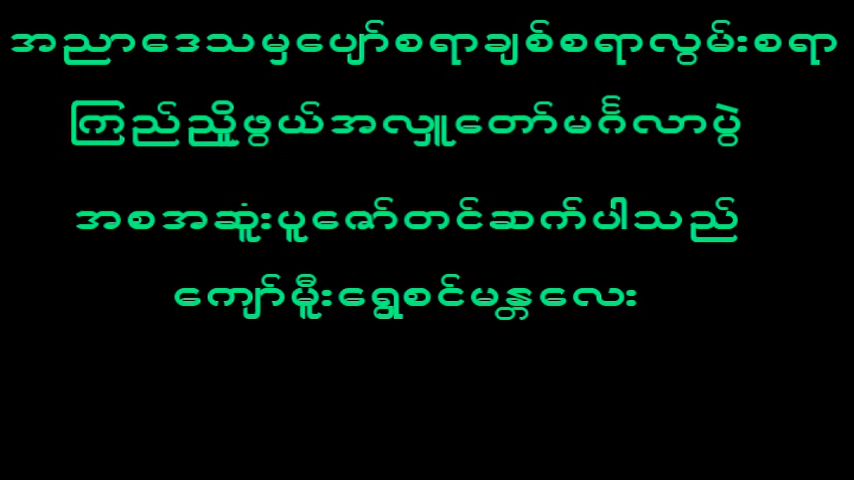 အညာဒေသမှပျော်စရာချစ်စရာလွမ်းစရာ
ကြည်ညိူဖွယ်အလှူတော်မင်္ဂလာပွဲ
အစအဆူံးပူဇော်တင်ဆက်ပါသည်
ကျော်မိူးရွှေစင်မန္တလေး